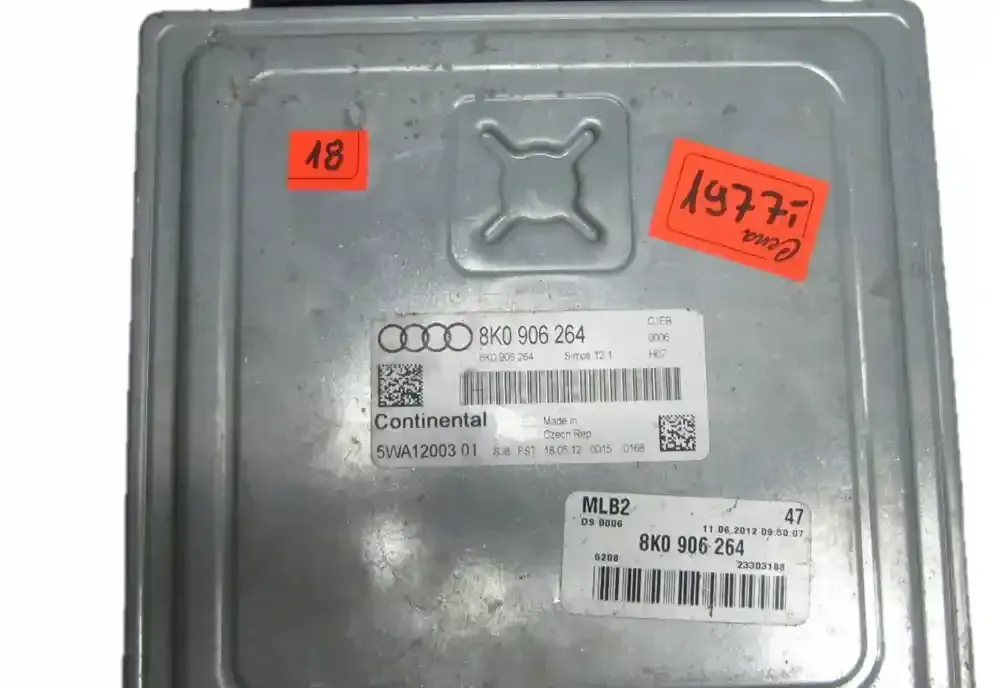 18
1977,-
Cena
8K0 906 264
CJEB
0006
8K0 906 264 Simos 12.1 H07
Continental
Made in
Czech Rep
5WA12003 01 SJ8 FST 18.05.12 0015 0168
MLB2 47
DS 0006 11.06.2012 09:50:07
8K0 906 264
6208 23303188